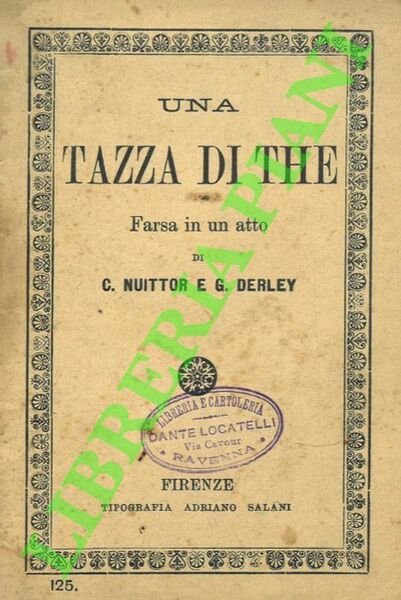 UNA
TAZZA DI THE
Farsa in un atto
DI
C. NUITTOR E G. DERLEY
LIBRERIA E CARTOLERIA
DANTE LOCATELLI
Via Cavour
RAVENNA
FIRENZE
TIPOGRAFIA ADRIANO SALANI
125.
LIBRERIA PIANI